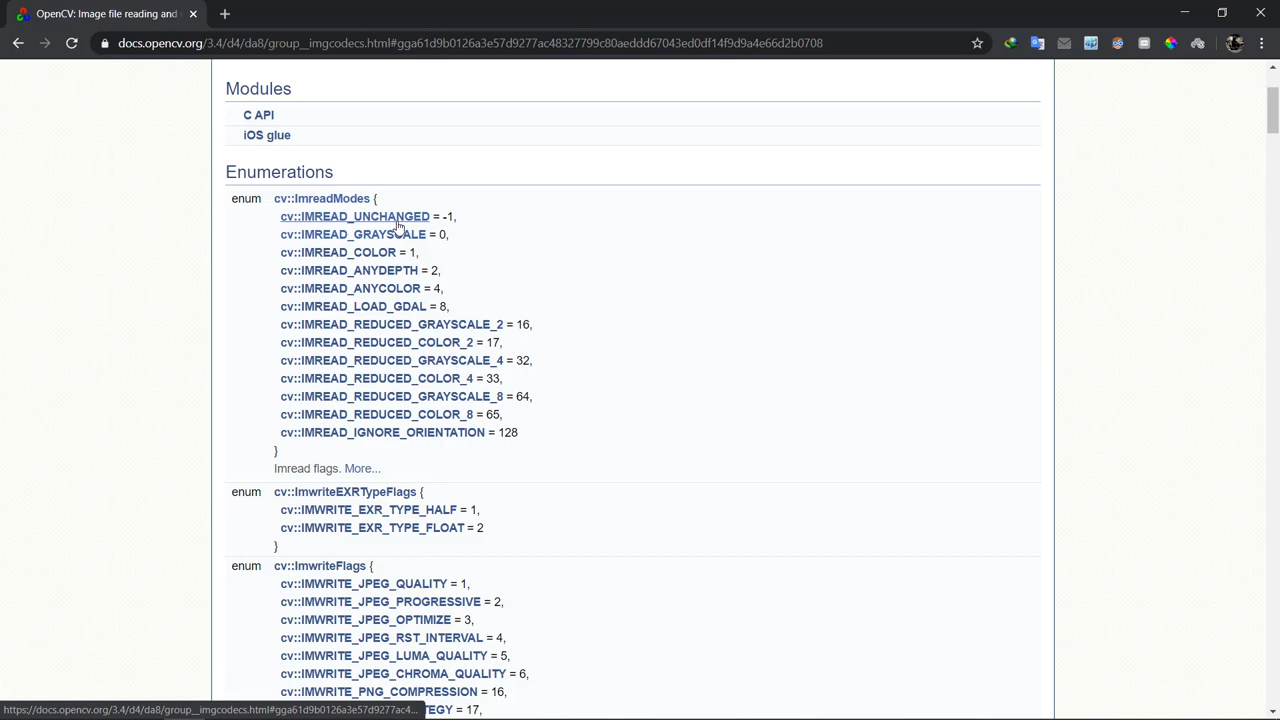 OpenCV: Image file reading and
docs.opencv.org/3.4/d4/da8/group__imgcodecs.html#gga61d9b0126a3e57d9277ac48327799c80aeddd67043ed0df14f9d9a4e66d2b0708
Modules
C API
iOS glue
Enumerations
enum cv::ImreadModes {
cv::IMREAD_UNCHANGED = -1,
cv::IMREAD_GRAYSCALE = 0,
cv::IMREAD_COLOR = 1,
cv::IMREAD_ANYDEPTH = 2,
cv::IMREAD_ANYCOLOR = 4,
cv::IMREAD_LOAD_GDAL = 8,
cv::IMREAD_REDUCED_GRAYSCALE_2 = 16,
cv::IMREAD_REDUCED_COLOR_2 = 17,
cv::IMREAD_REDUCED_GRAYSCALE_4 = 32,
cv::IMREAD_REDUCED_COLOR_4 = 33,
cv::IMREAD_REDUCED_GRAYSCALE_8 = 64,
cv::IMREAD_REDUCED_COLOR_8 = 65,
cv::IMREAD_IGNORE_ORIENTATION = 128
}
Imread flags. More...
enum cv::ImwriteEXRTypeFlags {
cv::IMWRITE_EXR_TYPE_HALF = 1,
cv::IMWRITE_EXR_TYPE_FLOAT = 2
}
enum cv::ImwriteFlags {
cv::IMWRITE_JPEG_QUALITY = 1,
cv::IMWRITE_JPEG_PROGRESSIVE = 2,
cv::IMWRITE_JPEG_OPTIMIZE = 3,
cv::IMWRITE_JPEG_RST_INTERVAL = 4,
cv::IMWRITE_JPEG_LUMA_QUALITY = 5,
cv::IMWRITE_JPEG_CHROMA_QUALITY = 6,
cv::IMWRITE_PNG_COMPRESSION = 16,
https://docs.opencv.org/3.4/d4/da8/group__imgcodecs.html#gga61d9b0126a3e57d9277ac4... TEGY = 17,